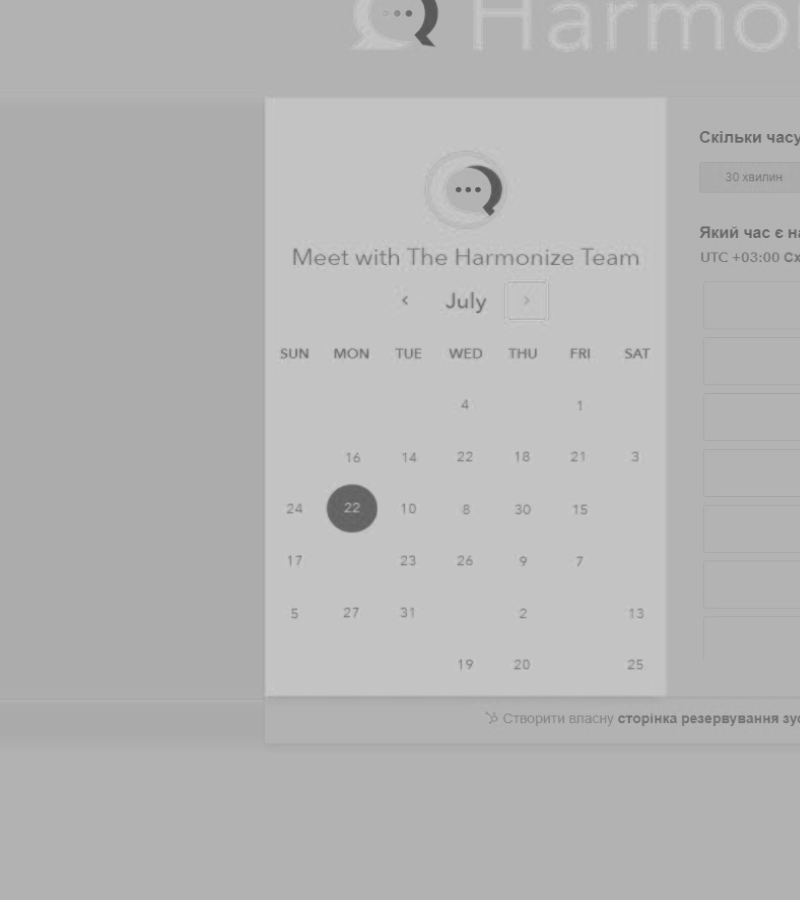 Harmo
Скільки часу
30 хвилин
Meet with The Harmonize Team
Який час є на
UTC +03:00 Сх
July
SUN MON TUE WED THU FRI SAT
4 1
16 14 22 18 21 3
24 22 10 8 30 15
17 23 26 9 7
5 27 31 2 13
19 20 25
Створити власну сторінка резервування зус